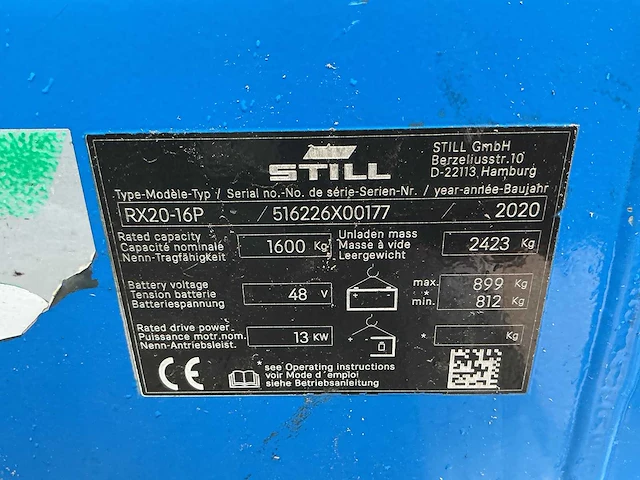 STILL
STILL GmbH
Berzeliusstr.10
D-22113, Hamburg
Type-Modèle-Typ / Serial no.-No. de série-Serien-Nr. / year-année-Baujahr
RX20-16P / 516226X00177 / 2020
Rated capacity
Capacité nominale
Nenn-Tragfähigkeit
1600 Kg
Unladen mass
Masse à vide
Leergewicht
2423 Kg
Battery voltage
Tension batterie
Batteriespannung
48 V
max. 899 Kg
* min. 812 Kg
Rated drive power.
Puissance motr.nom.
Nenn-Antriebsleist.
13 KW
* Kg
CE
*see Operating instructions
voir Mode d'emploi
siehe Betriebsanleitung